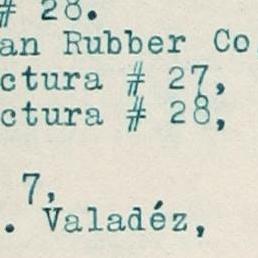 # 28.
an Rubber Co
ctura # 27,
ctura # 28,
7,
. Valadéz,